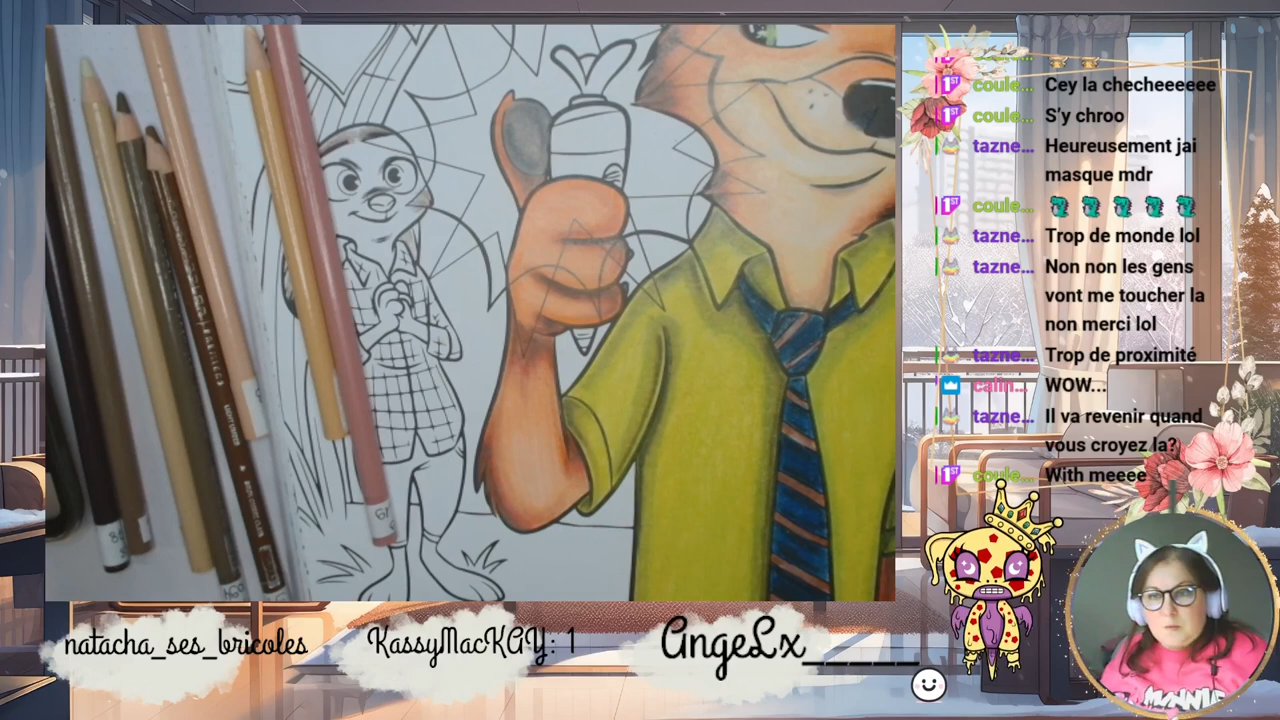 coule... Cey la checheeeeee
coule... S'y chroo
tazne... Heureusement jai
masque mdr
coule...
tazne... Trop de monde lol
tazne... Non non les gens
vont me toucher la
non merci lol
tazne... Trop de proximité
calin... WOW...
tazne... Il va revenir quand
vous croyez la?
coule... With meeee
natacha_ses_bricoles
KassyMacKAY: 1
AngeLx_____